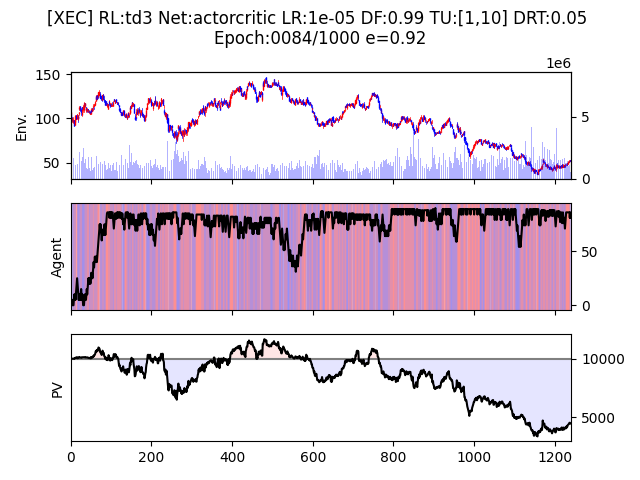 [XEC] RL:td3 Net:actorcritic LR:1e-05 DF:0.99 TU:[1,10] DRT:0.05
Epoch:0084/1000 e=0.92
1e6
150
100
50
Env.
5
0
Agent
50
0
PV
10000
5000
0
200
400
600
800
1000
1200